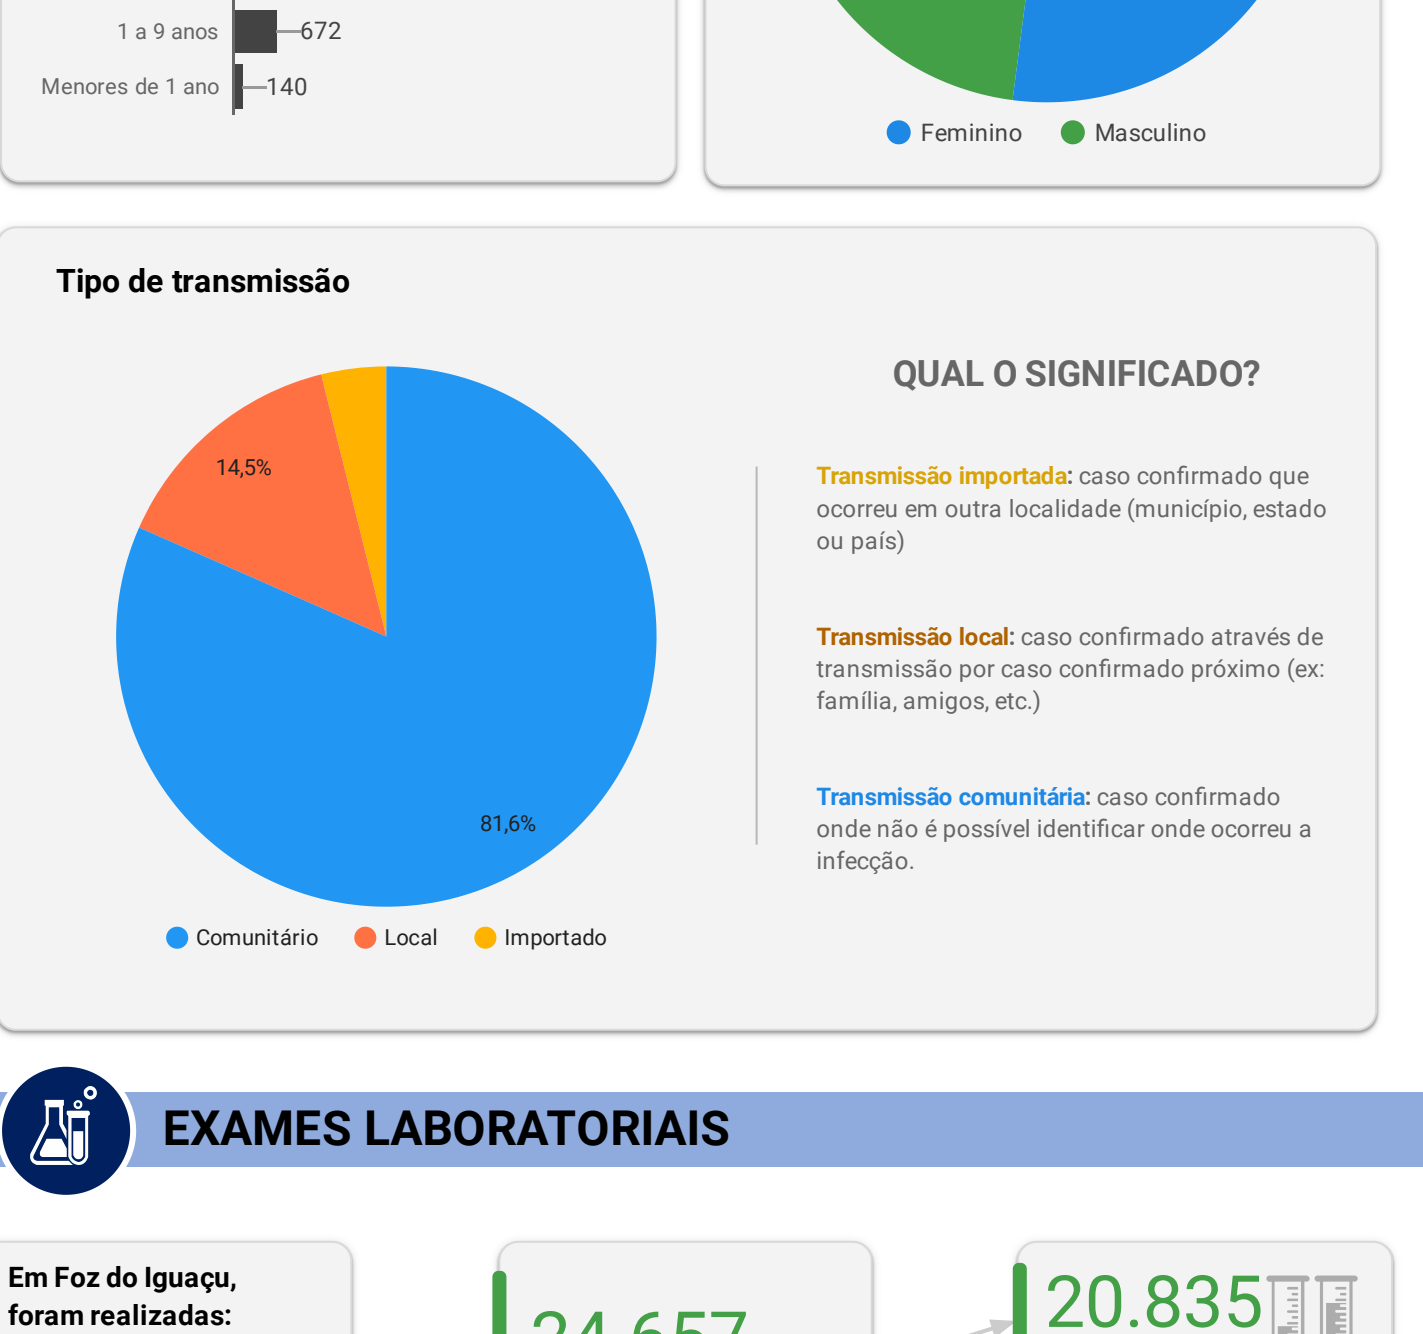 1 a 9 anos 672
Menores de 1 ano 140
Feminino Masculino
Tipo de transmissão
14,5%
81,6%
Comunitário Local Importado
QUAL O SIGNIFICADO?
Transmissão importada: caso confirmado que
ocorreu em outra localidade (município, estado
ou país)
Transmissão local: caso confirmado através de
transmissão por caso confirmado próximo (ex:
família, amigos, etc.)
Transmissão comunitária: caso confirmado
onde não é possível identificar onde ocorreu a
infecção.
EXAMES LABORATORIAIS
Em Foz do Iguaçu,
foram realizadas:
24.657
20.835